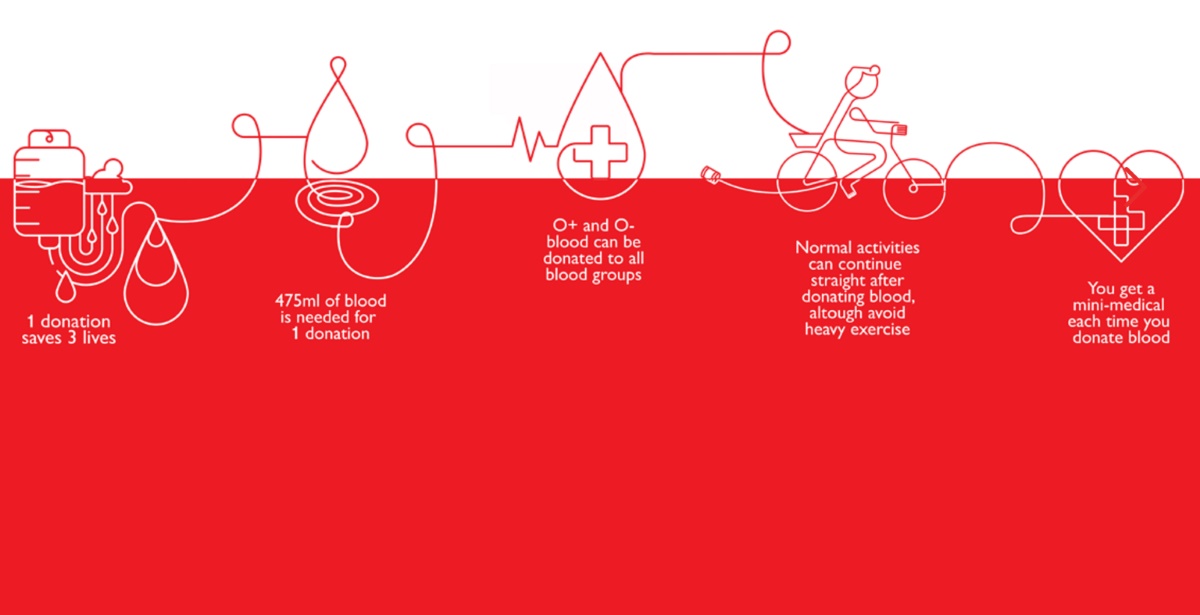 1 donation
saves 3 lives
475ml of blood
is needed for
1 donation
O+ and O-
blood can be
donated to all
blood groups
Normal activities
can continue
straight after
donating blood,
altough avoid
heavy exercise
You get a
mini-medical
each time you
donate blood